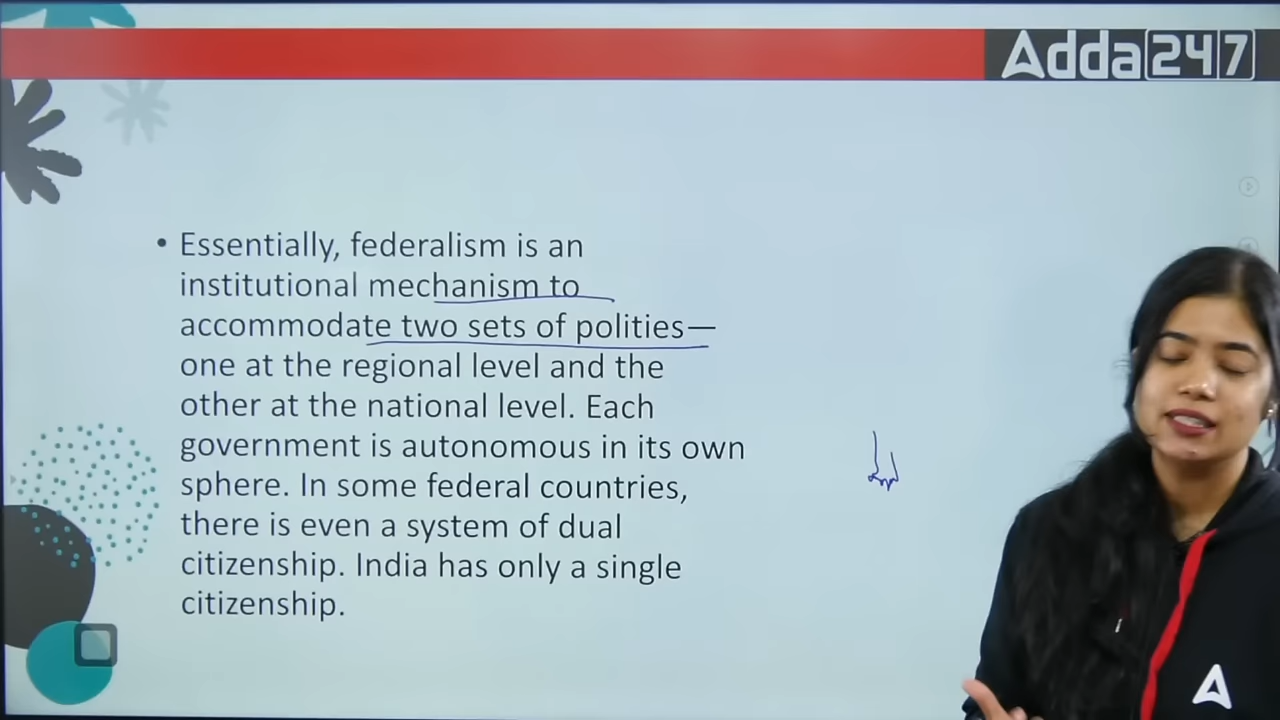 Adda247
• Essentially, federalism is an
institutional mechanism to
accommodate two sets of polities—
one at the regional level and the
other at the national level. Each
government is autonomous in its own
sphere. In some federal countries,
there is even a system of dual
citizenship. India has only a single
citizenship.